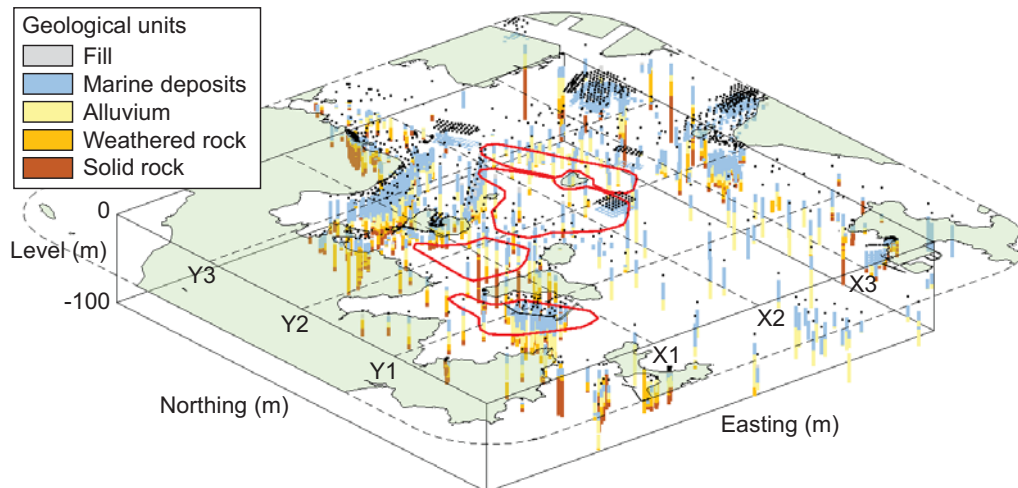 Geological units
Fill
Marine deposits
Alluvium
Weathered rock
Solid rock
0
Level (m)
-100
Y3
Y2
Y1
X1
X2
X3
Northing (m)
Easting (m)